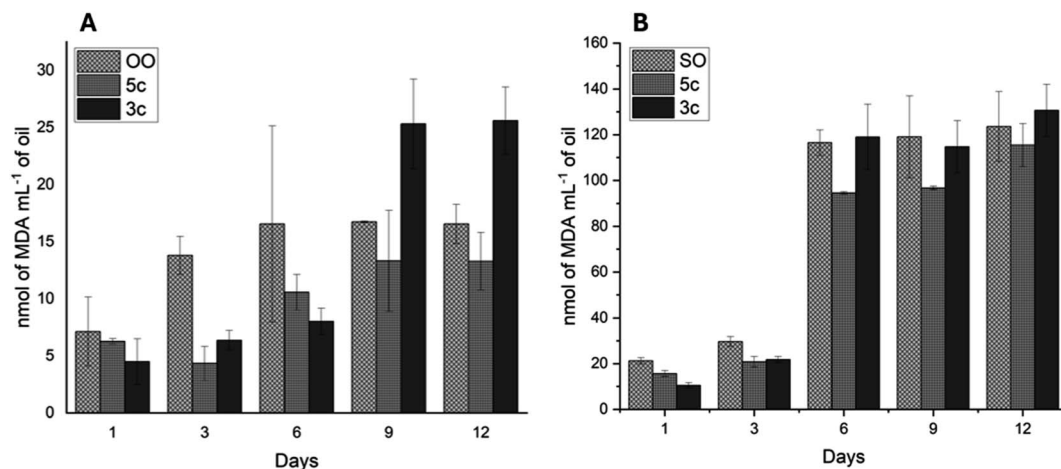 A
OO
5c
3c
nmol of MDA mL⁻¹ of oil
30
25
20
15
10
5
0
1 3 6 9 12
Days
B
SO
5c
3c
nmol of MDA mL⁻¹ of oil
160
140
120
100
80
60
40
20
0
1 3 6 9 12
Days